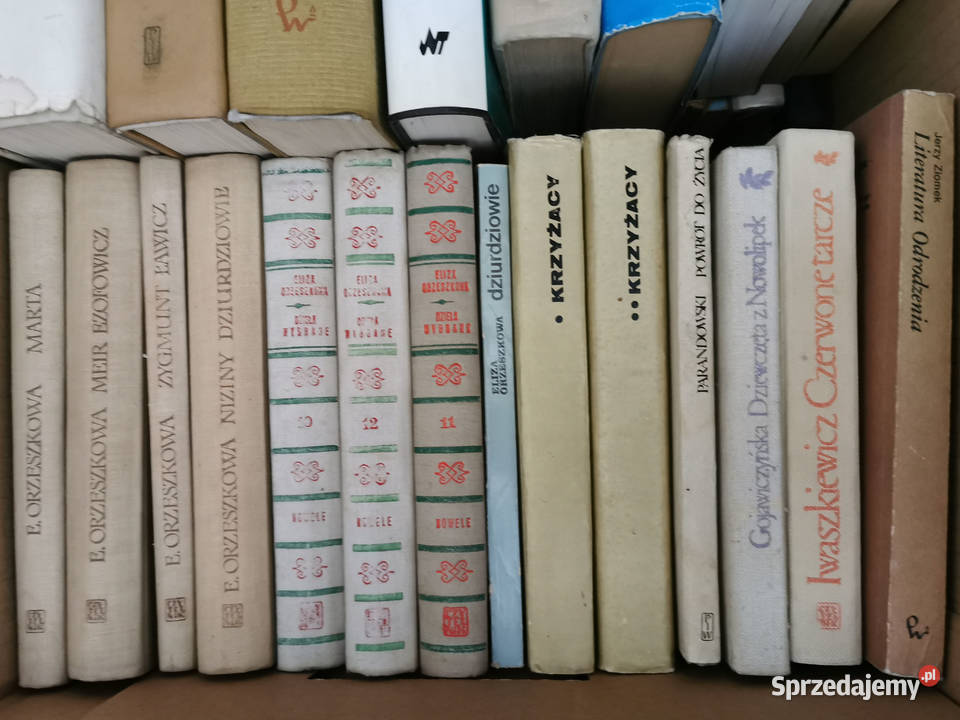 E. ORZESZKOWA MARTA
E. ORZESZKOWA MEIR EZOFOWICZ
E. ORZESZKOWA ZYGMUNT ŁAWICZ
E. ORZESZKOWA NIZINY DZIURDZIOWIE
ELIZA
ORZESZKOWA
DZIEŁA
WYBRANE
10
NOWELE
ELIZA
ORZESZKOWA
DZIEŁA
WYBRANE
12
NOWELE
ELIZA
ORZESZKOWA
DZIEŁA
WYBRANE
11
NOWELE
ELIZA
ORZESZKOWA dziurdziowie
• KRZYŻACY
•• KRZYŻACY
PARANDOWSKI POWRÓT DO ŻYCIA
Gojawiczyńska Dziewczęta z Nowolipek
Iwaszkiewicz Czerwone tarcze
Jerzy Ziomek
Literatura Odrodzenia
Sprzedajemy.pl